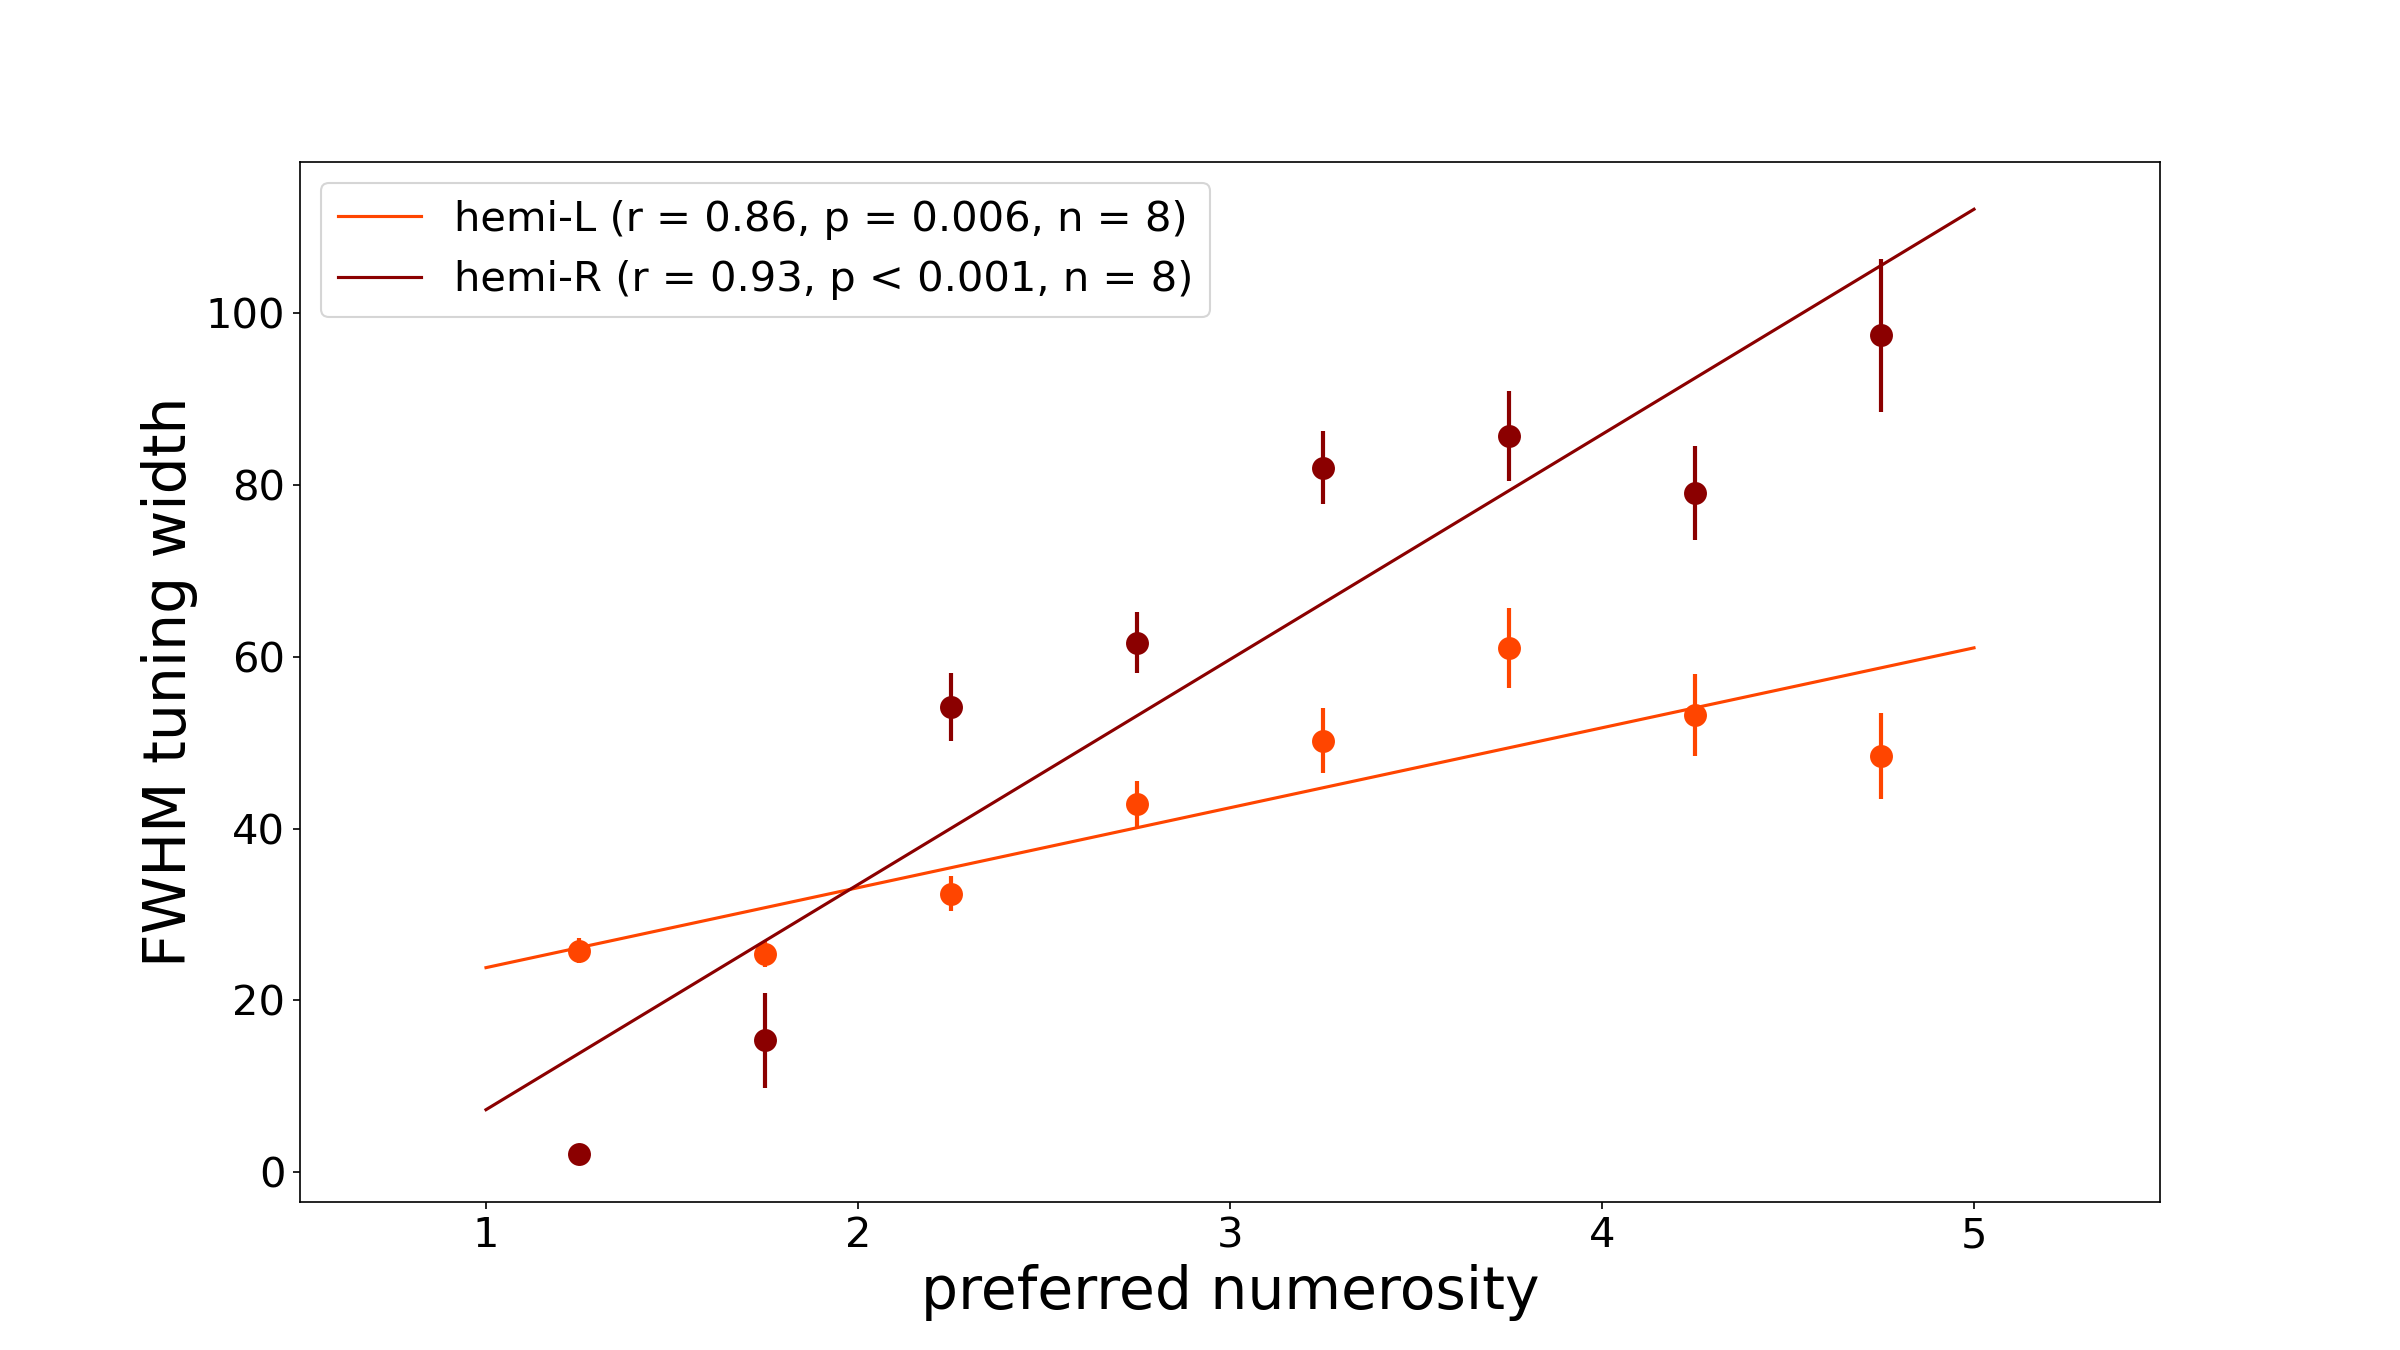 hemi-L (r = 0.86, p = 0.006, n = 8)
hemi-R (r = 0.93, p < 0.001, n = 8)
100
80
60
40
20
0
FWHM tuning width
1 2 3 4 5
preferred numerosity